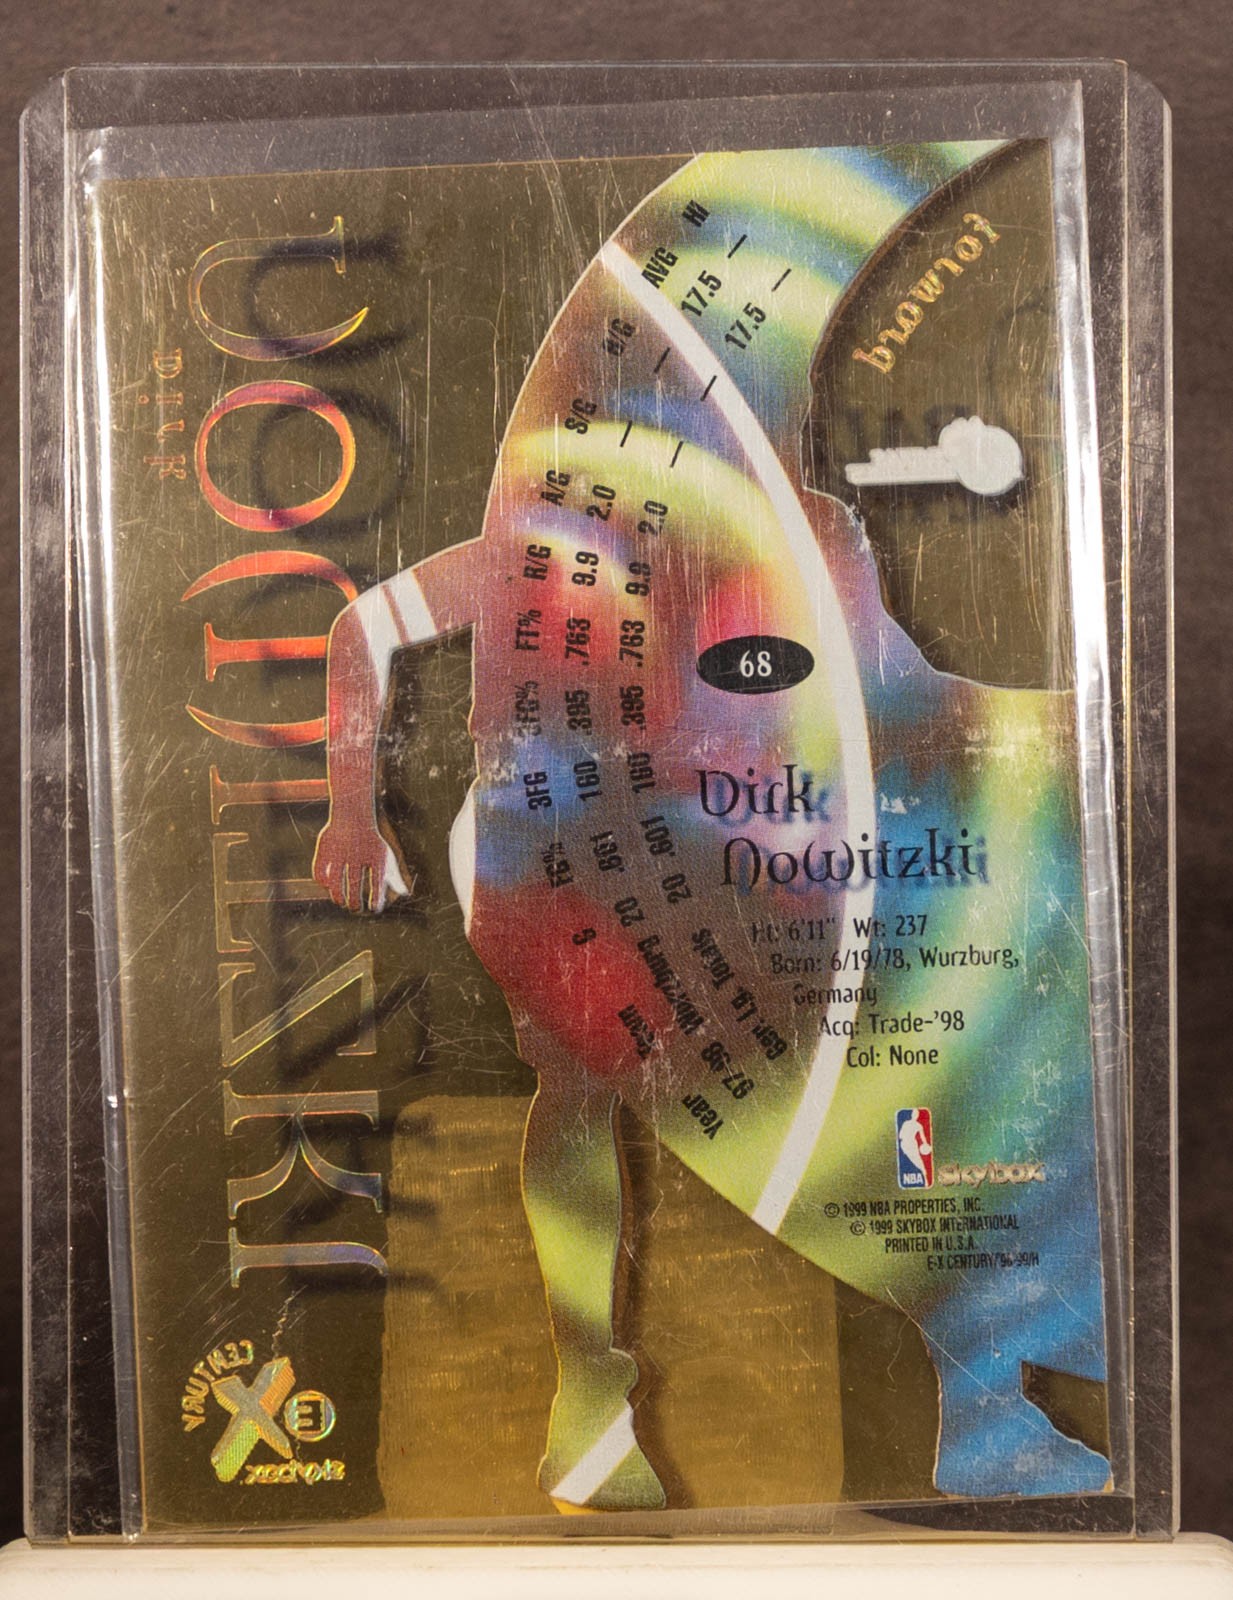 forward
68
Dirk
Nowitzki
Ht: 6'11" Wt: 237
Born: 6/19/78, Wurzburg,
Germany
Acq: Trade-'98
Col: None
Year Team G FG% 3FG 3FG% FT% R/G A/G S/G B/G AVG HI
97-98 Wurzburg 20 .601 160 .395 .763 9.9 2.0 — — 17.5 —
Ger. Lg. Totals 20 .601 160 .395 .763 9.9 2.0 — — 17.5 —
NBA
SkyBox
© 1999 NBA PROPERTIES, INC.
© 1999 SKYBOX INTERNATIONAL
PRINTED IN U.S.A.
E-X CENTURY/'98-99/H
Dirk
NOWITZKI
E X
CENTURY
SkyBox